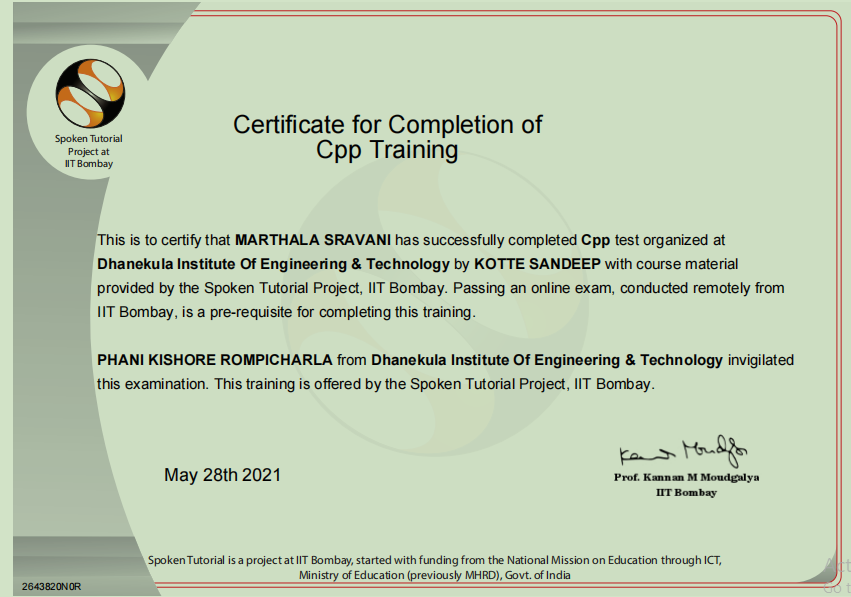 Spoken Tutorial
Project at
IIT Bombay
Certificate for Completion of
Cpp Training
This is to certify that MARTHALA SRAVANI has successfully completed Cpp test organized at
Dhanekula Institute Of Engineering & Technology by KOTTE SANDEEP with course material
provided by the Spoken Tutorial Project, IIT Bombay. Passing an online exam, conducted remotely from
IIT Bombay, is a pre-requisite for completing this training.
PHANI KISHORE ROMPICHARLA from Dhanekula Institute Of Engineering & Technology invigilated
this examination. This training is offered by the Spoken Tutorial Project, IIT Bombay.
May 28th 2021
Prof. Kannan M Moudgalya
IIT Bombay
Spoken Tutorial is a project at IIT Bombay, started with funding from the National Mission on Education through ICT,
Ministry of Education (previously MHRD), Govt. of India
2643820N0R